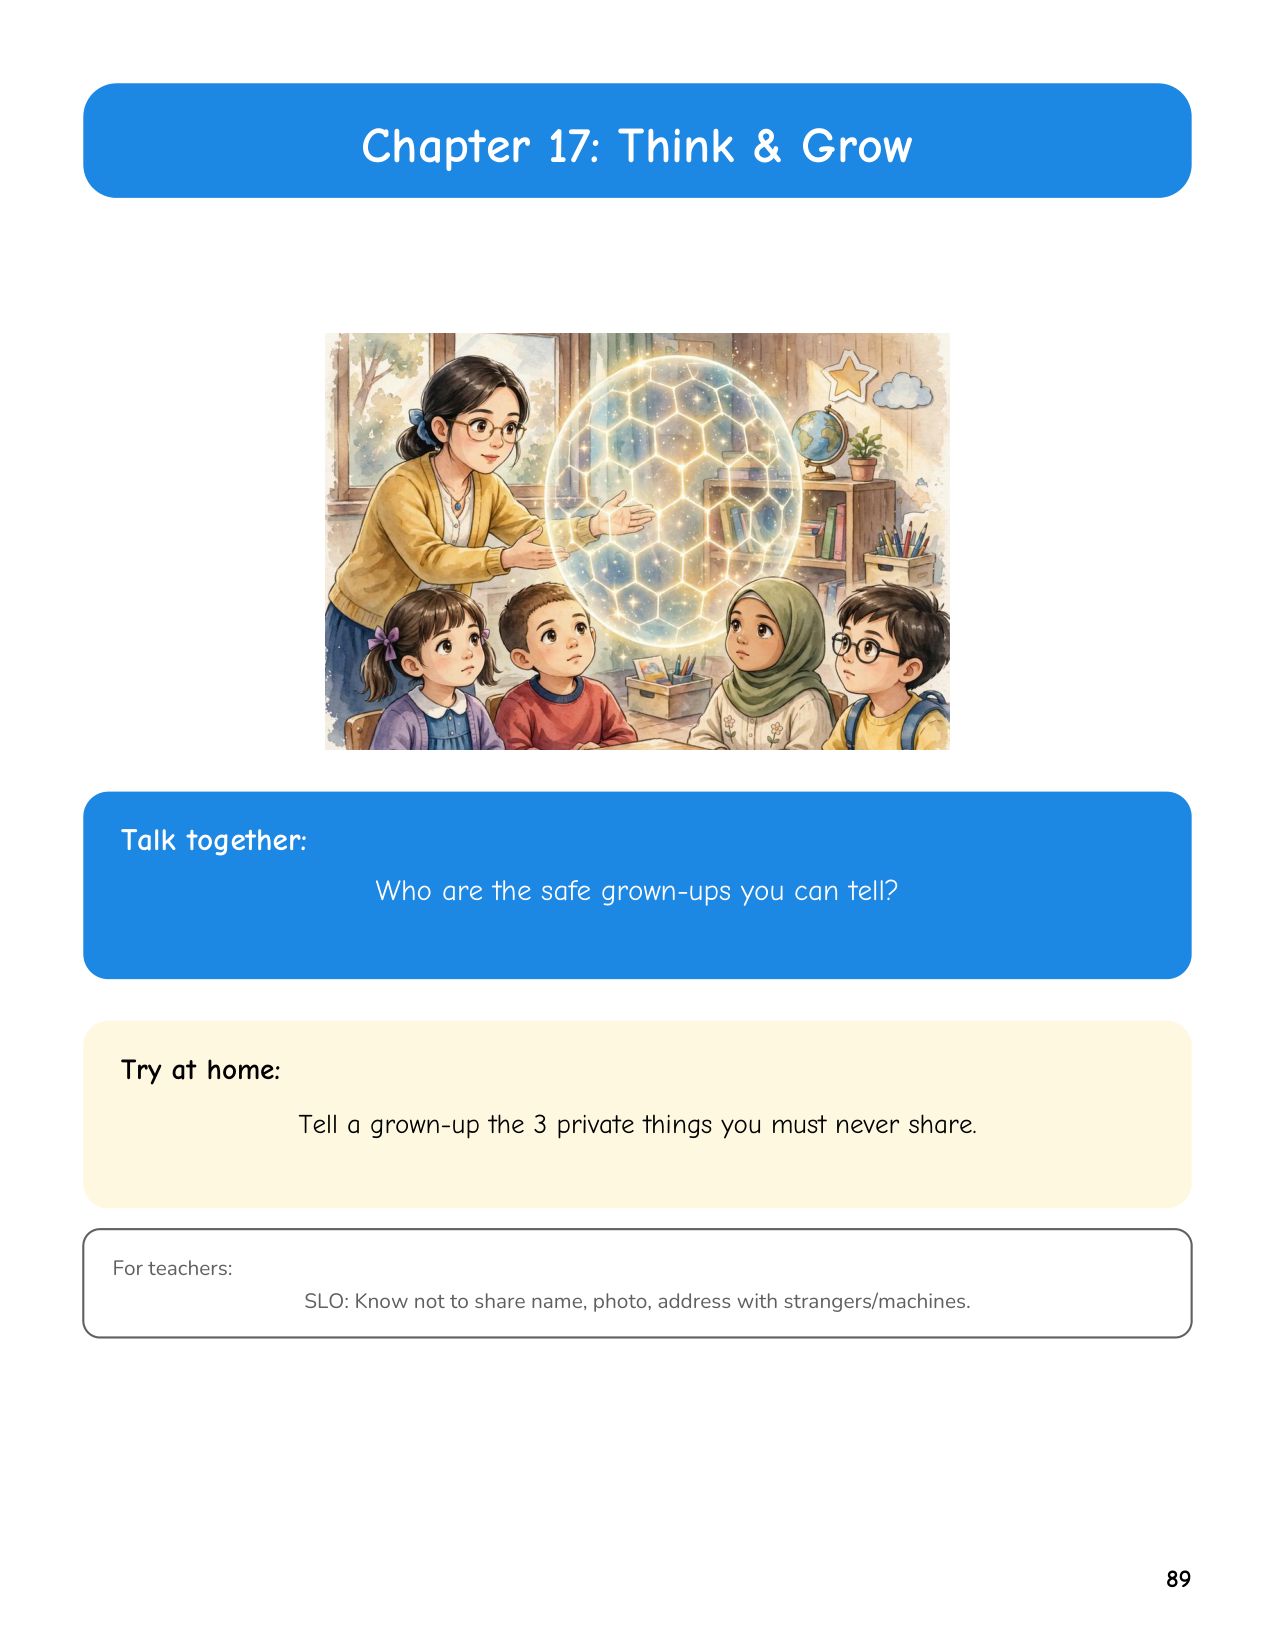 Chapter 17: Think & Grow
Talk together:
Who are the safe grown-ups you can tell?
Try at home:
Tell a grown-up the 3 private things you must never share.
For teachers:
SLO: Know not to share name, photo, address with strangers/machines.
89